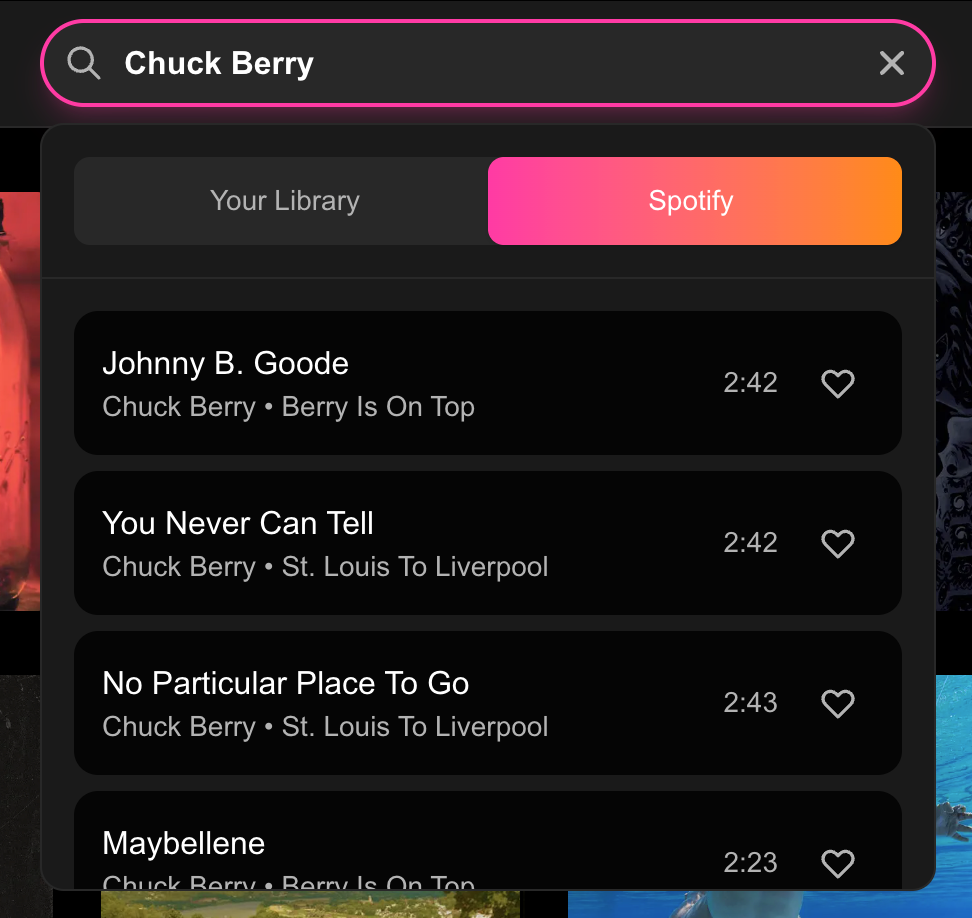 Chuck Berry
Your Library
Spotify
Johnny B. Goode
Chuck Berry • Berry Is On Top
2:42
You Never Can Tell
Chuck Berry • St. Louis To Liverpool
2:42
No Particular Place To Go
Chuck Berry • St. Louis To Liverpool
2:43
Maybellene
Chuck Berry • Berry Is On Top
2:23